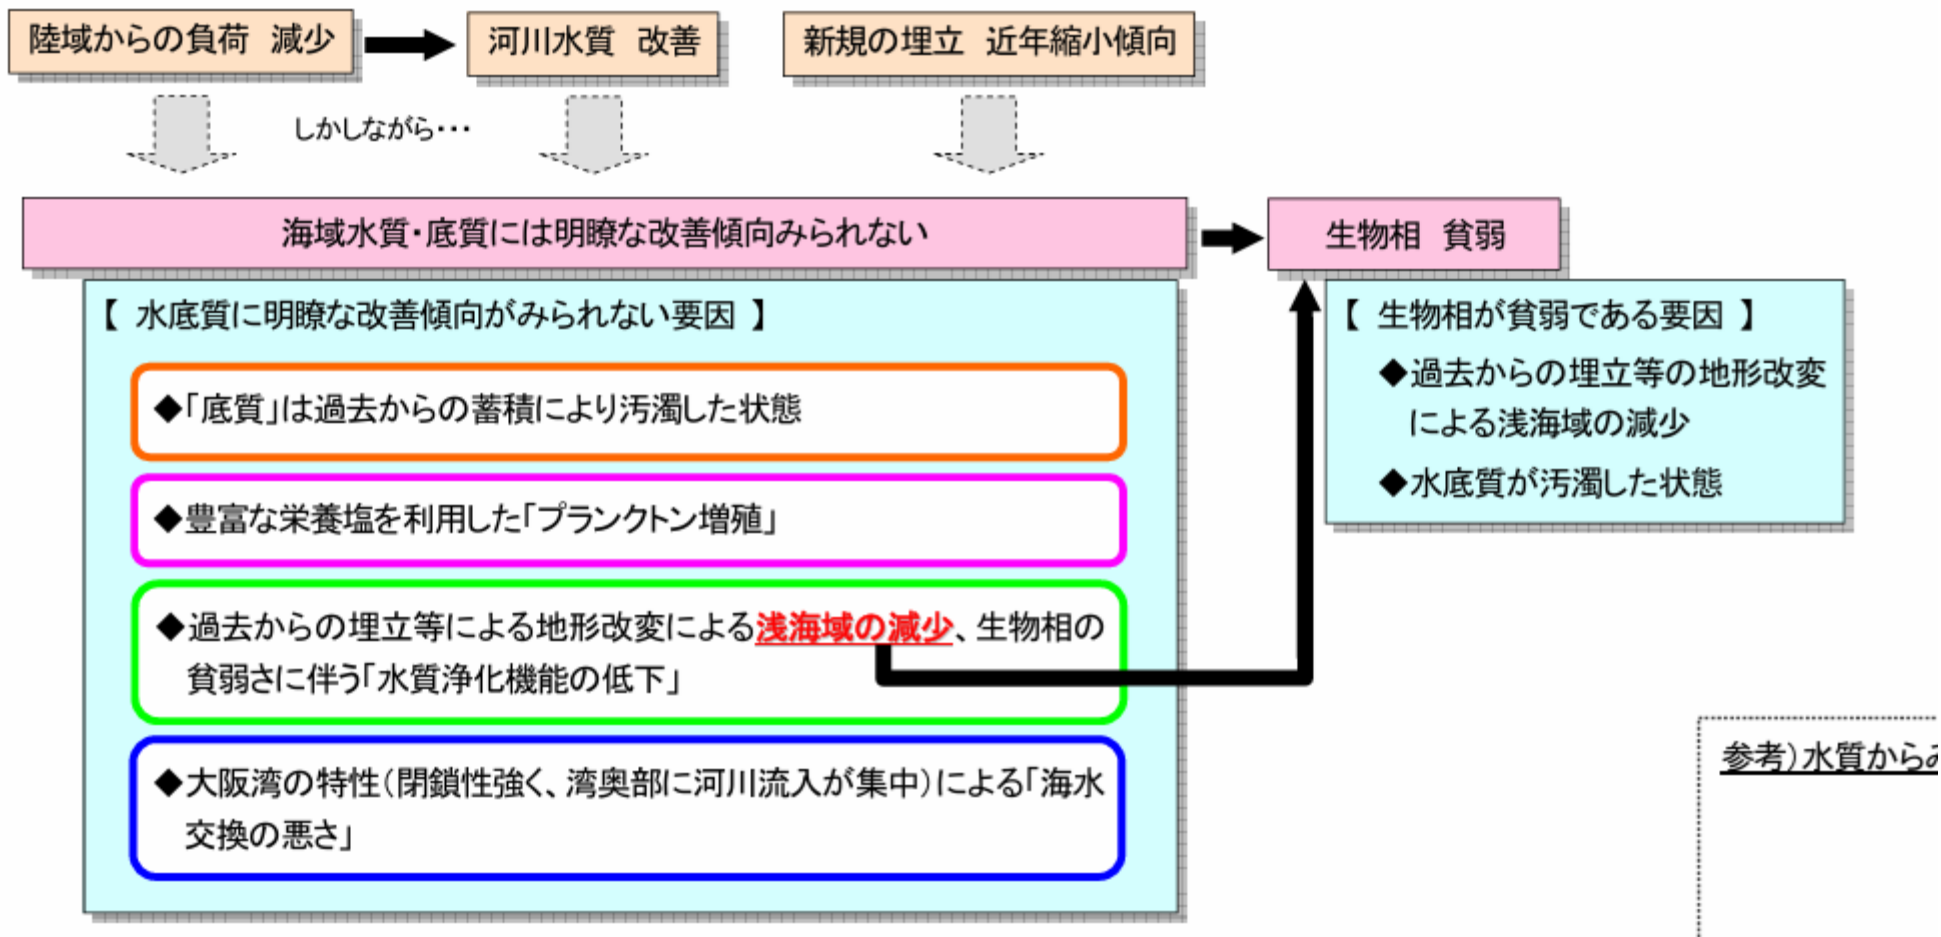 陸域からの負荷　減少
河川水質　改善
新規の埋立　近年縮小傾向
しかしながら・・・
海域水質・底質には明瞭な改善傾向みられない
生物相　貧弱
【 水底質に明瞭な改善傾向がみられない要因 】
◆「底質」は過去からの蓄積により汚濁した状態
◆豊富な栄養塩を利用した「プランクトン増殖」
◆過去からの埋立等による地形改変による浅海域の減少、生物相の
貧弱さに伴う「水質浄化機能の低下」
◆大阪湾の特性（閉鎖性強く、湾奥部に河川流入が集中）による「海水
交換の悪さ」
【 生物相が貧弱である要因 】
◆過去からの埋立等の地形改変
による浅海域の減少
◆水底質が汚濁した状態
参考）水質から